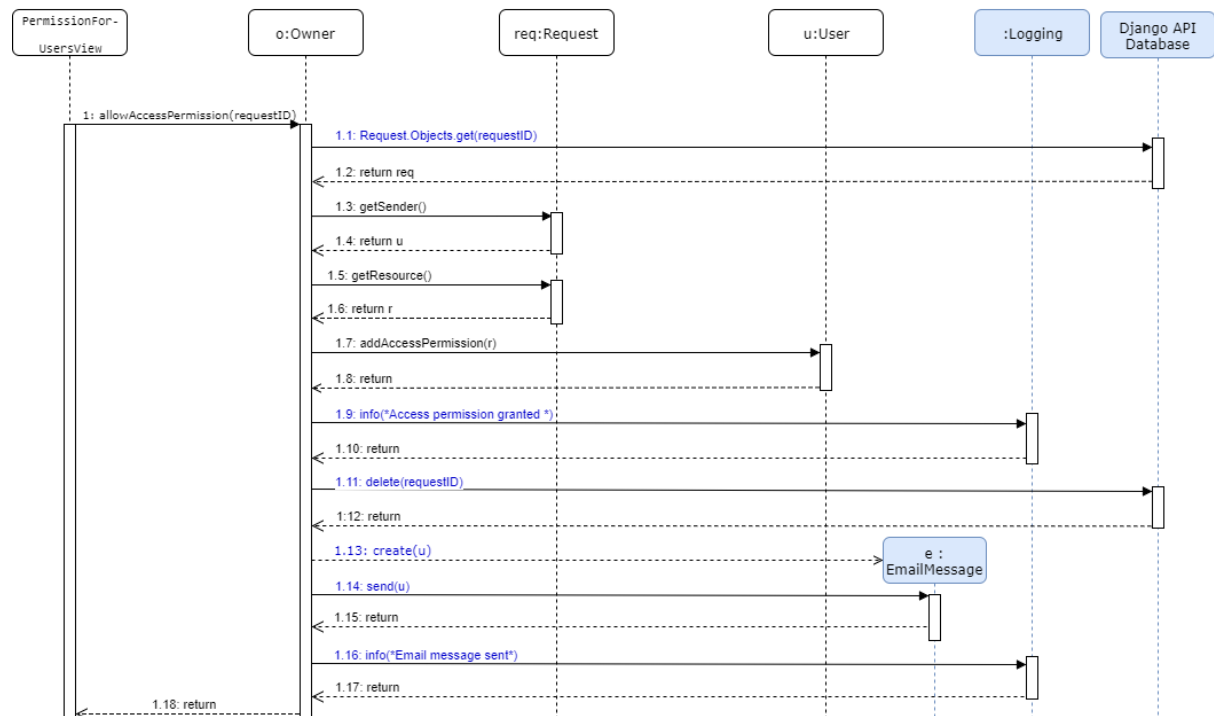 PermissionFor-
UsersView
o:Owner
req:Request
u:User
:Logging
Django API
Database
1: allowAccessPermission(requestID)
1.1: Request.Objects.get(requestID)
1.2: return req
1.3: getSender()
1.4: return u
1.5: getResource()
1.6: return r
1.7: addAccessPermission(r)
1.8: return
1.9: info(*Access permission granted *)
1.10: return
1.11: delete(requestID)
1:12: return
1.13: create(u)
e :
EmailMessage
1.14: send(u)
1.15: return
1.16: info(*Email message sent*)
1.17: return
1.18: return